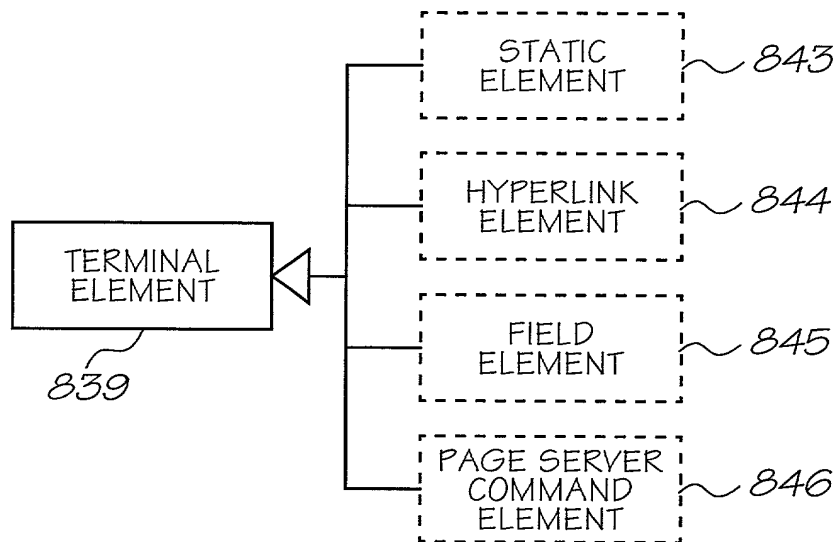 STATIC
ELEMENT
843
HYPERLINK
ELEMENT
844
TERMINAL
ELEMENT
839
FIELD
ELEMENT
845
PAGE SERVER
COMMAND
ELEMENT
846